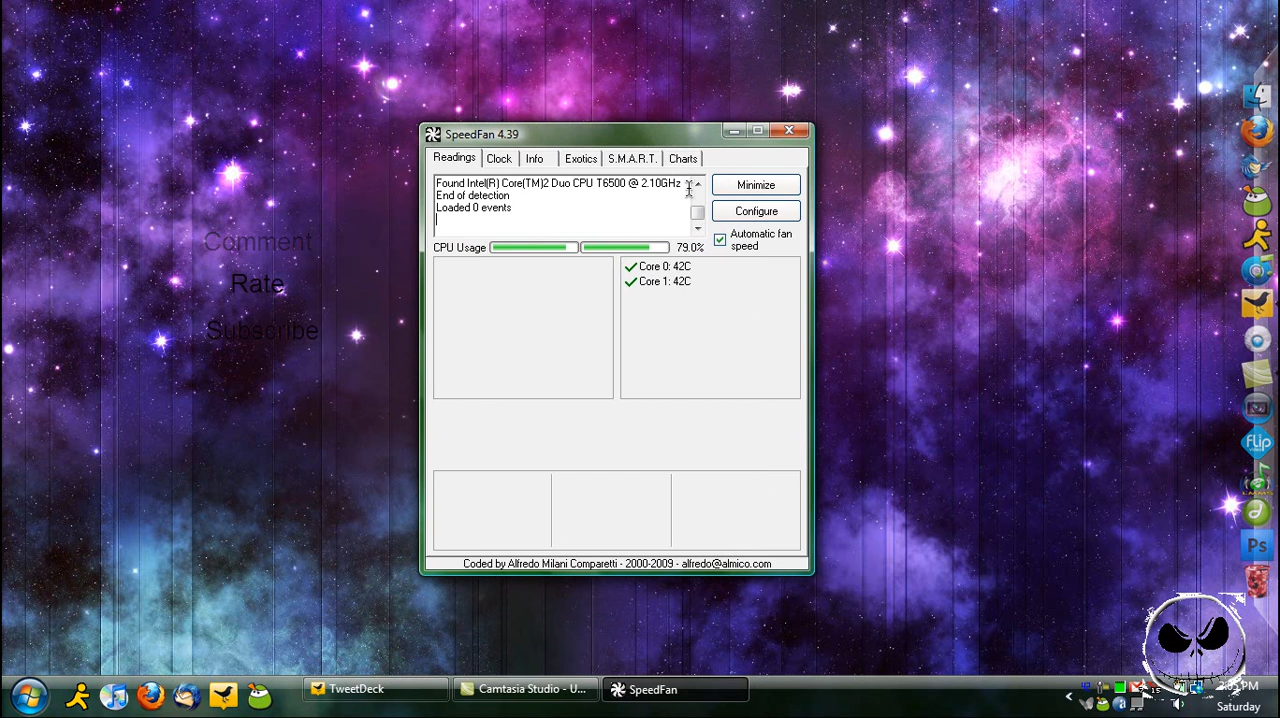 SpeedFan 4.39
Readings Clock Info Exotics S.M.A.R.T. Charts
Found Intel(R) Core(TM)2 Duo CPU T6500 @ 2.10GHz
End of detection
Loaded 0 events
Minimize
Configure
Automatic fan
speed
CPU Usage 79.0%
Core 0: 42C
Core 1: 42C
Coded by Alfredo Milani Comparetti - 2000-2009 - alfredo@almico.com
Comment
Rate
Subscribe
flip
Ps
TweetDeck
Camtasia Studio - U...
SpeedFan
PM
Saturday